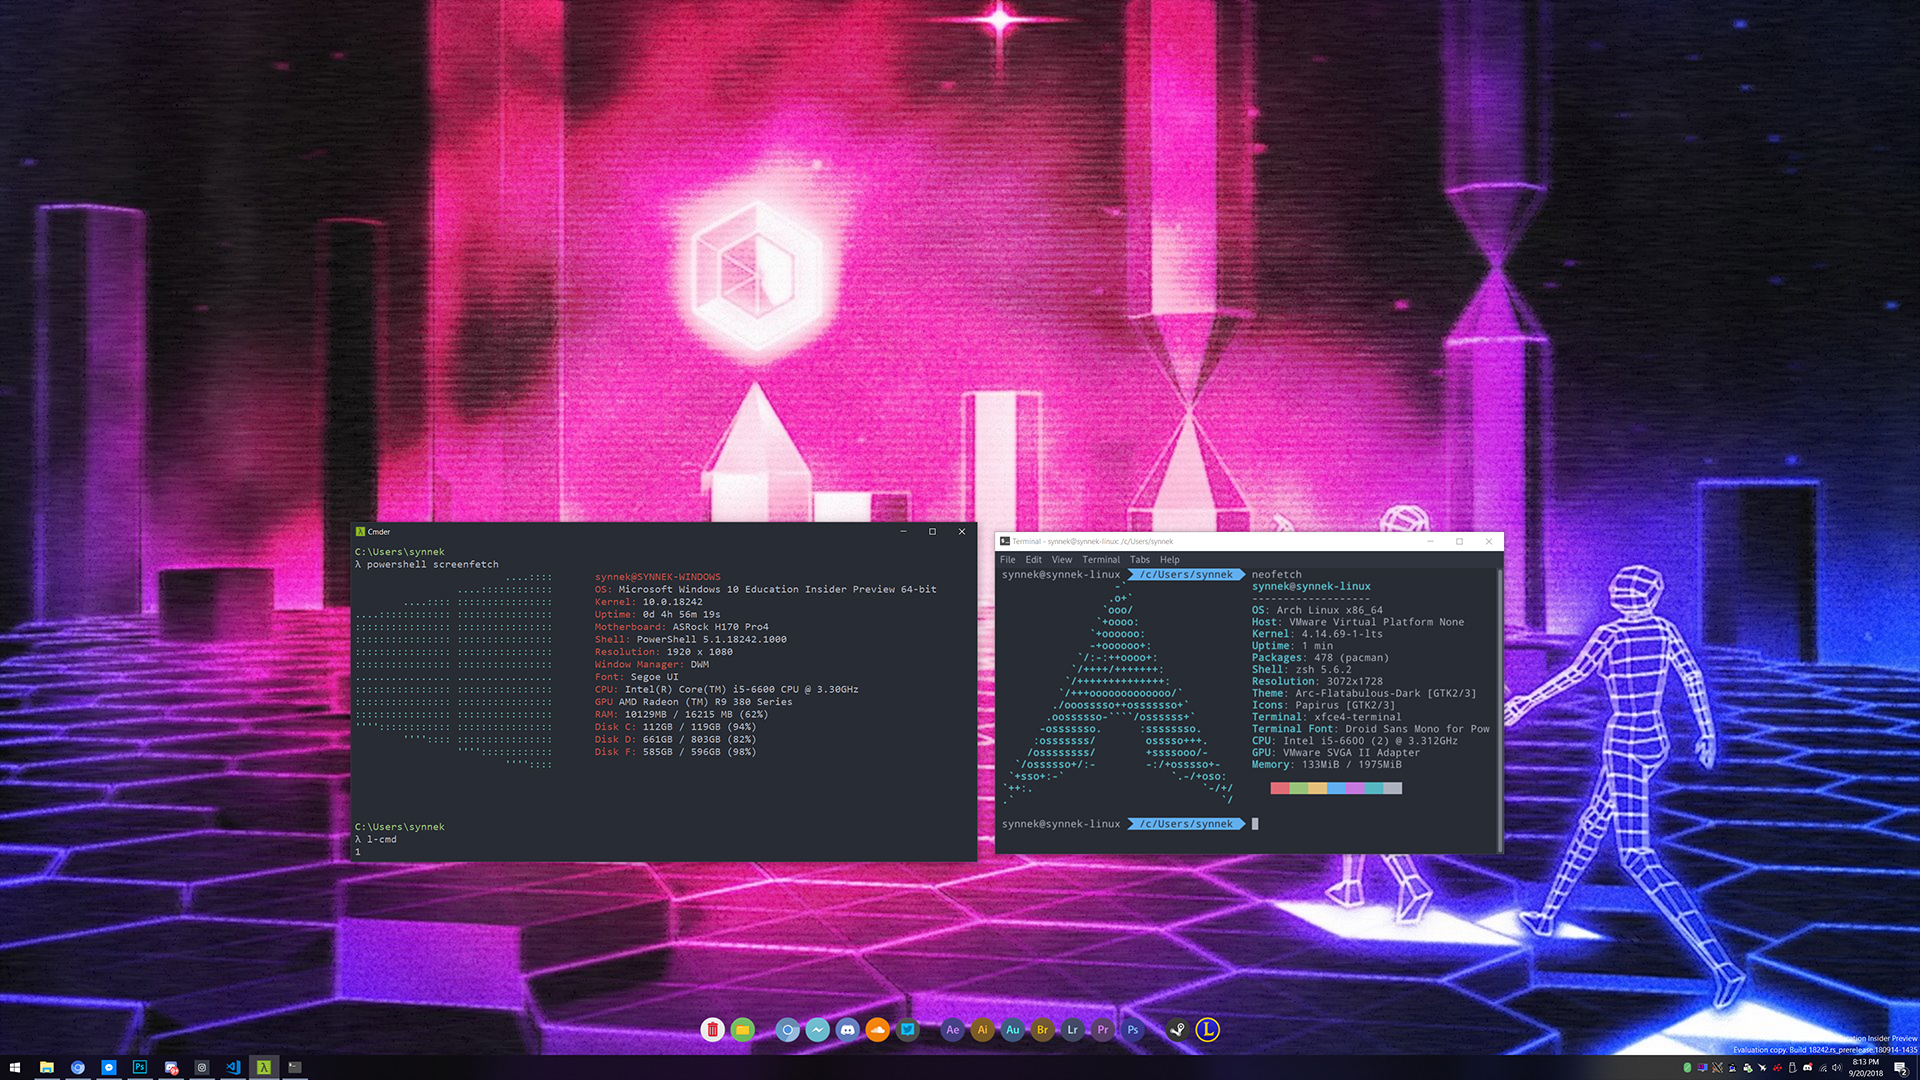 Cmder
C:\Users\synnek
λ powershell screenfetch
synnek@SYNNEK-WINDOWS
OS: Microsoft Windows 10 Education Insider Preview 64-bit
Kernel: 10.0.18242
Uptime: 0d 4h 56m 19s
Motherboard: ASRock H170 Pro4
Shell: PowerShell 5.1.18242.1000
Resolution: 1920 x 1080
Window Manager: DWM
Font: Segoe UI
CPU: Intel(R) Core(TM) i5-6600 CPU @ 3.30GHz
GPU AMD Radeon (TM) R9 380 Series
RAM: 10129MB / 16215 MB (62%)
Disk C: 112GB / 119GB (94%)
Disk D: 661GB / 803GB (82%)
Disk F: 585GB / 596GB (98%)
C:\Users\synnek
λ l-cmd
1
Terminal - synnek@synnek-linux: /c/Users/synnek
File Edit View Terminal Tabs Help
synnek@synnek-linux /c/Users/synnek neofetch
synnek@synnek-linux
-------------------
OS: Arch Linux x86_64
Host: VMware Virtual Platform None
Kernel: 4.14.69-1-lts
Uptime: 1 min
Packages: 478 (pacman)
Shell: zsh 5.6.2
Resolution: 3072x1728
Theme: Arc-Flatabulous-Dark [GTK2/3]
Icons: Papirus [GTK2/3]
Terminal: xfce4-terminal
Terminal Font: Droid Sans Mono for Pow
CPU: Intel i5-6600 (2) @ 3.312GHz
GPU: VMware SVGA II Adapter
Memory: 133MiB / 1975MiB
synnek@synnek-linux /c/Users/synnek
Ae Ai Au Br Lr Pr Ps L
Insider Preview
Evaluation copy. Build 18242.rs_prerelease.180914-1435
Ps
8:13 PM
9/20/2018
2